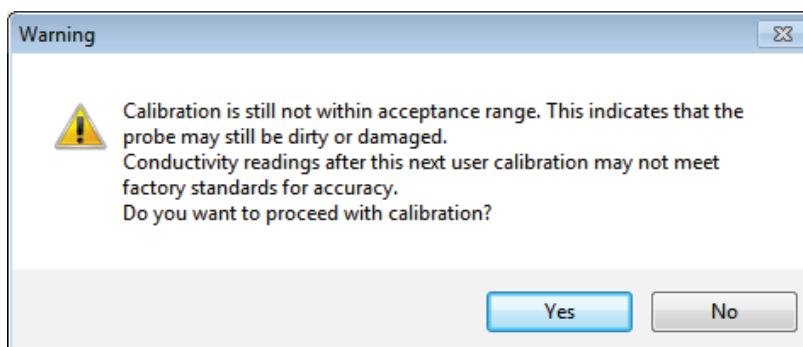 Warning
Calibration is still not within acceptance range. This indicates that the
probe may still be dirty or damaged.
Conductivity readings after this next user calibration may not meet
factory standards for accuracy.
Do you want to proceed with calibration?
Yes
No